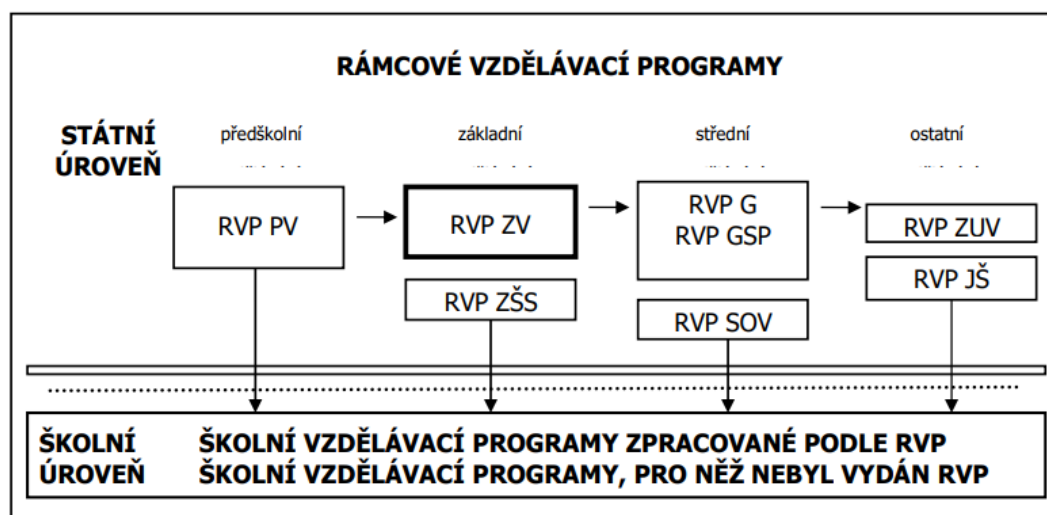 RÁMCOVÉ VZDĚLÁVACÍ PROGRAMY
STÁTNÍ
ÚROVEŇ
předškolní
základní
střední
ostatní
RVP PV
RVP ZV
RVP G
RVP GSP
RVP ZUV
RVP ZŠS
RVP SOV
RVP JŠ
ŠKOLNÍ ŠKOLNÍ VZDĚLÁVACÍ PROGRAMY ZPRACOVANÉ PODLE RVP
ÚROVEŇ ŠKOLNÍ VZDĚLÁVACÍ PROGRAMY, PRO NĚŽ NEBYL VYDÁN RVP